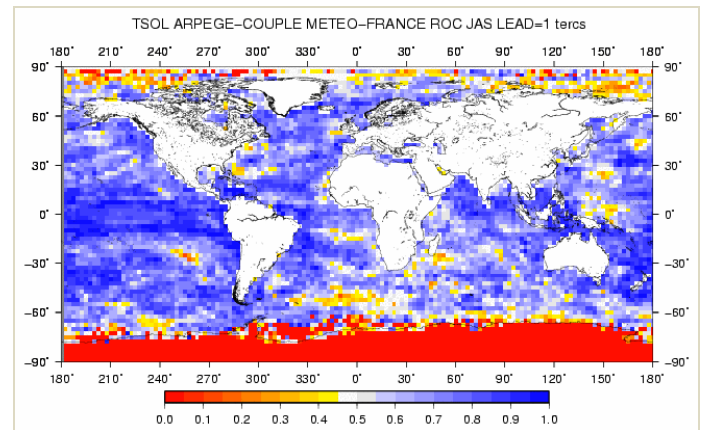 TSOL ARPEGE-COUPLE METEO-FRANCE ROC JAS LEAD=1 tercs
180° 210° 240° 270° 300° 330° 0° 30° 60° 90° 120° 150° 180°
90° 90°
60° 60°
30° 30°
0° 0°
-30° -30°
-60° -60°
-90° -90°
180° 210° 240° 270° 300° 330° 0° 30° 60° 90° 120° 150° 180°
0.0 0.1 0.2 0.3 0.4 0.5 0.6 0.7 0.8 0.9 1.0